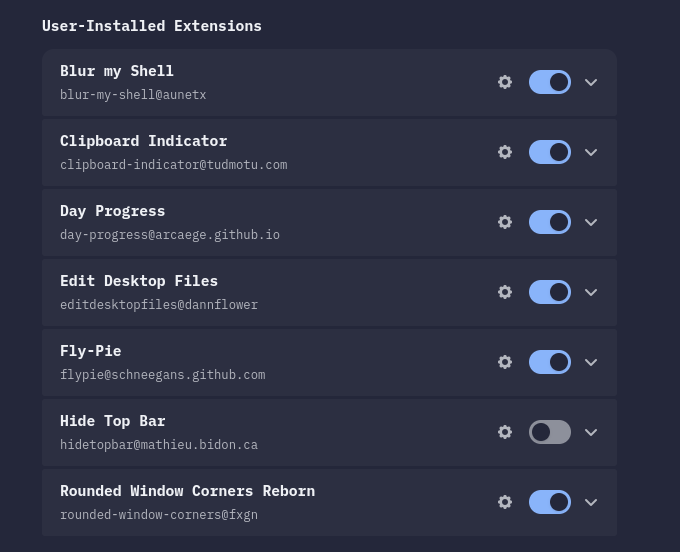 User-Installed Extensions
Blur my Shell
blur-my-shell@aunetx
Clipboard Indicator
clipboard-indicator@tudmotu.com
Day Progress
day-progress@arcaege.github.io
Edit Desktop Files
editdesktopfiles@dannflower
Fly-Pie
flypie@schneegans.github.com
Hide Top Bar
hidetopbar@mathieu.bidon.ca
Rounded Window Corners Reborn
rounded-window-corners@fxgn